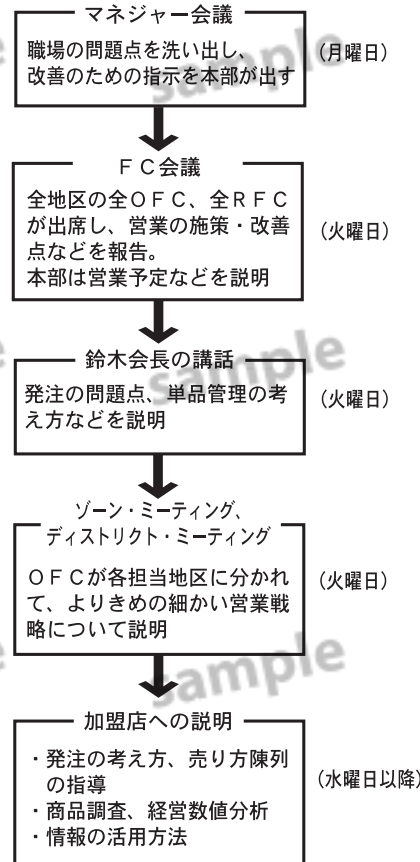 マネジャー会議
職場の問題点を洗い出し、
改善のための指示を本部が出す
（月曜日）
ＦＣ会議
全地区の全ＯＦＣ、全ＲＦＣ
が出席し、営業の施策・改善
点などを報告。
本部は営業予定などを説明
（火曜日）
鈴木会長の講話
発注の問題点、単品管理の考
え方などを説明
（火曜日）
ゾーン・ミーティング、
ディストリクト・ミーティング
ＯＦＣが各担当地区に分かれ
て、よりきめの細かい営業戦
略について説明
（火曜日）
加盟店への説明
・発注の考え方、売り方陳列
の指導
・商品調査、経営数値分析
・情報の活用方法
（水曜日以降）
sample
sample
sample